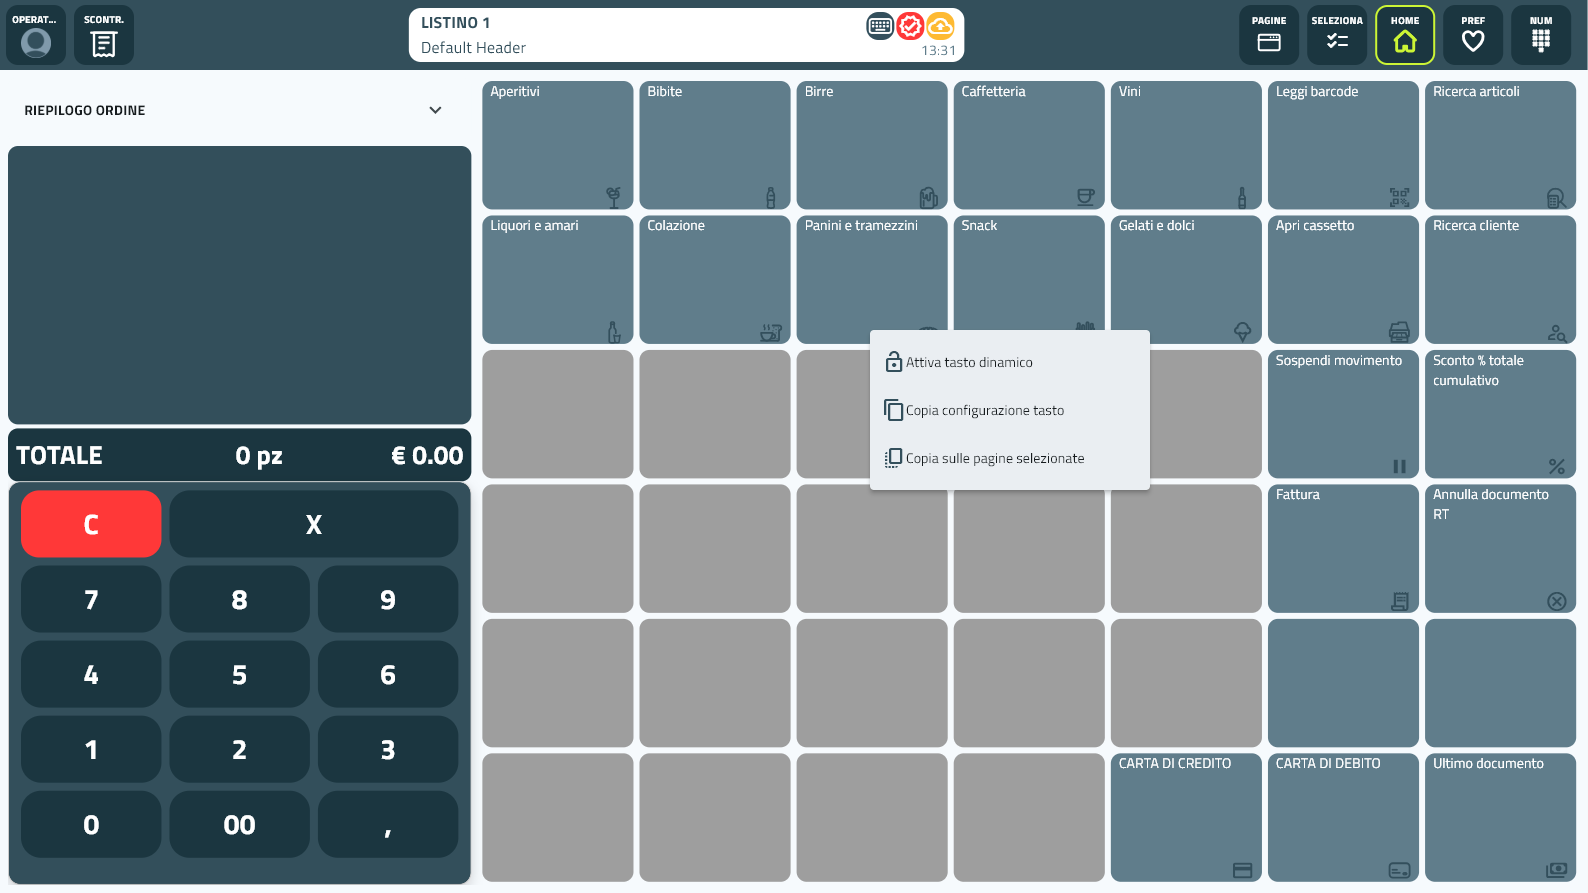 OPERAT...
SCONTR.
LISTINO 1
Default Header
13:31
PAGINE
SELEZIONA
HOME
PREF
NUM
RIEPILOGO ORDINE
TOTALE 0 pz € 0.00
C X
7 8 9
4 5 6
1 2 3
0 00 ,
Aperitivi
Bibite
Birre
Caffetteria
Vini
Leggi barcode
Ricerca articoli
Liquori e amari
Colazione
Panini e tramezzini
Snack
Gelati e dolci
Apri cassetto
Ricerca cliente
Attiva tasto dinamico
Copia configurazione tasto
Copia sulle pagine selezionate
Sospendi movimento
Sconto % totale
cumulativo
Fattura
Annulla documento
RT
CARTA DI CREDITO
CARTA DI DEBITO
Ultimo documento